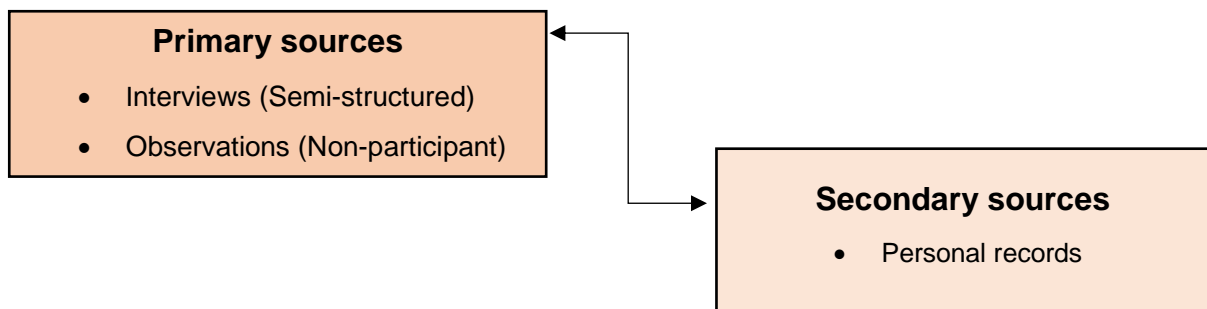 Primary sources
• Interviews (Semi-structured)
• Observations (Non-participant)
Secondary sources
• Personal records